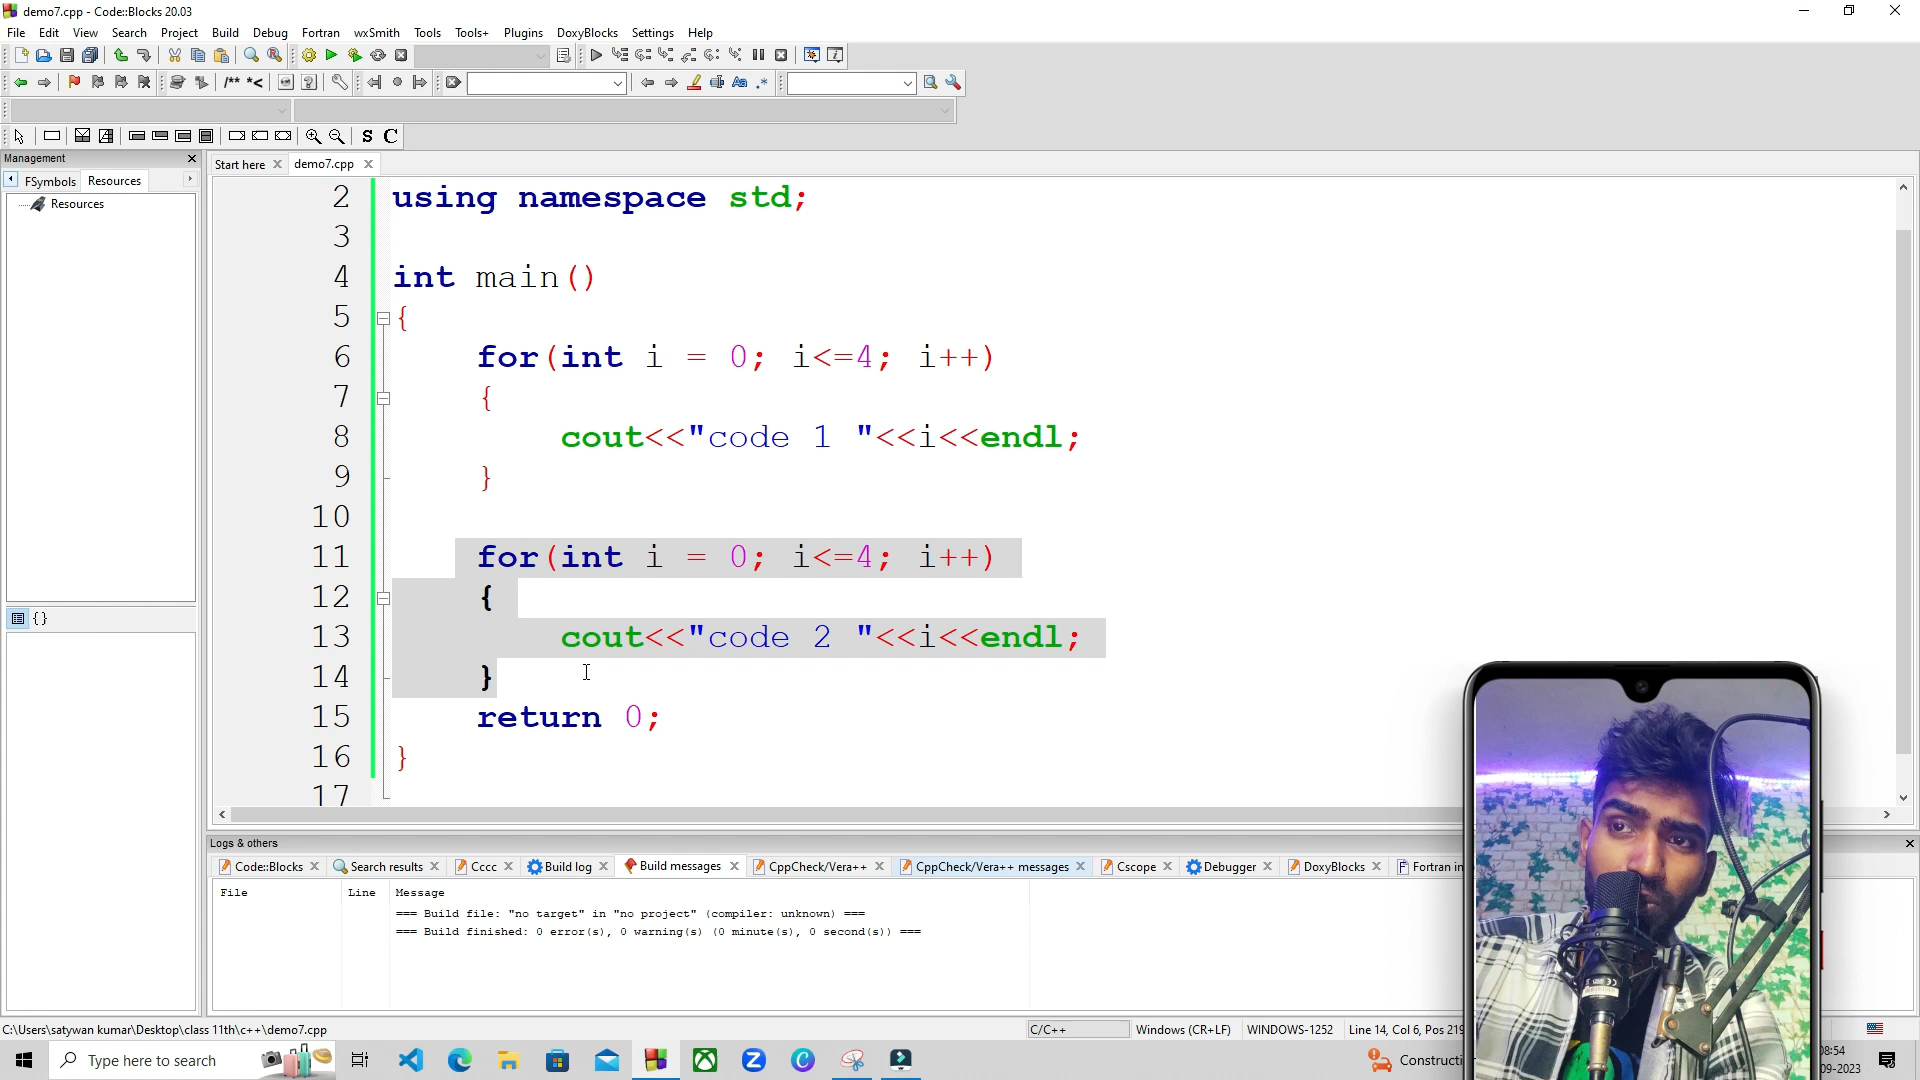 demo7.cpp - Code::Blocks 20.03
File Edit View Search Project Build Debug Fortran wxSmith Tools Tools+ Plugins DoxyBlocks Settings Help
/** *<
Aa .*
S C
Management
Start here demo7.cpp
FSymbols Resources
Resources
2 using namespace std;
3
4 int main()
5 {
6 for(int i = 0; i<=4; i++)
7 {
8 cout<<"code 1 "<<i<<endl;
9 }
10
11 for(int i = 0; i<=4; i++)
12 {
13 cout<<"code 2 "<<i<<endl;
14 }
15 return 0;
16 }
17
{}
Logs & others
Code::Blocks Search results Cccc Build log Build messages CppCheck/Vera++ CppCheck/Vera++ messages Cscope Debugger DoxyBlocks Fortran in
File Line Message
=== Build file: "no target" in "no project" (compiler: unknown) ===
=== Build finished: 0 error(s), 0 warning(s) (0 minute(s), 0 second(s)) ===
C:\Users\satywan kumar\Desktop\class 11th\c++\demo7.cpp C/C++ Windows (CR+LF) WINDOWS-1252 Line 14, Col 6, Pos 219
Type here to search Constructi 08:54
09-2023